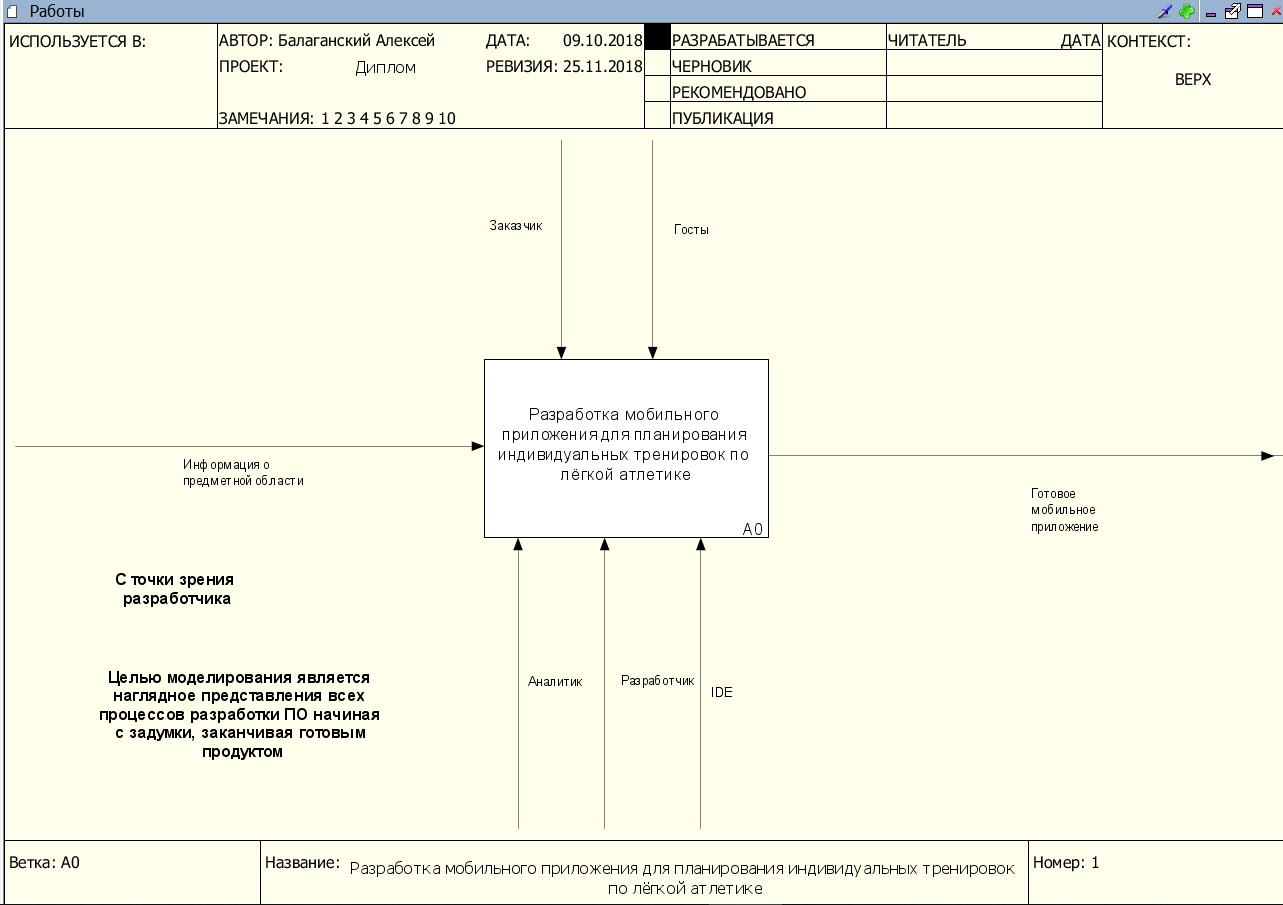 Работы
ИСПОЛЬЗУЕТСЯ В:
АВТОР: Балаганский Алексей
ДАТА: 09.10.2018
ПРОЕКТ: Диплом
РЕВИЗИЯ: 25.11.2018
ЗАМЕЧАНИЯ: 1 2 3 4 5 6 7 8 9 10
РАЗРАБАТЫВАЕТСЯ
ЧЕРНОВИК
РЕКОМЕНДОВАНО
ПУБЛИКАЦИЯ
ЧИТАТЕЛЬ ДАТА
КОНТЕКСТ:
ВЕРХ
Заказчик
Госты
Разработка мобильного
приложения для планирования
индивидуальных тренировок по
лёгкой атлетике
A0
Информация о
предметной области
Готовое
мобильное
приложение
С точки зрения
разработчика
Целью моделирования является
наглядное представления всех
процессов разработки ПО начиная
с задумки, заканчивая готовым
продуктом
Аналитик
Разработчик
IDE
Ветка: A0
Название: Разработка мобильного приложения для планирования индивидуальных тренировок
по лёгкой атлетике
Номер: 1